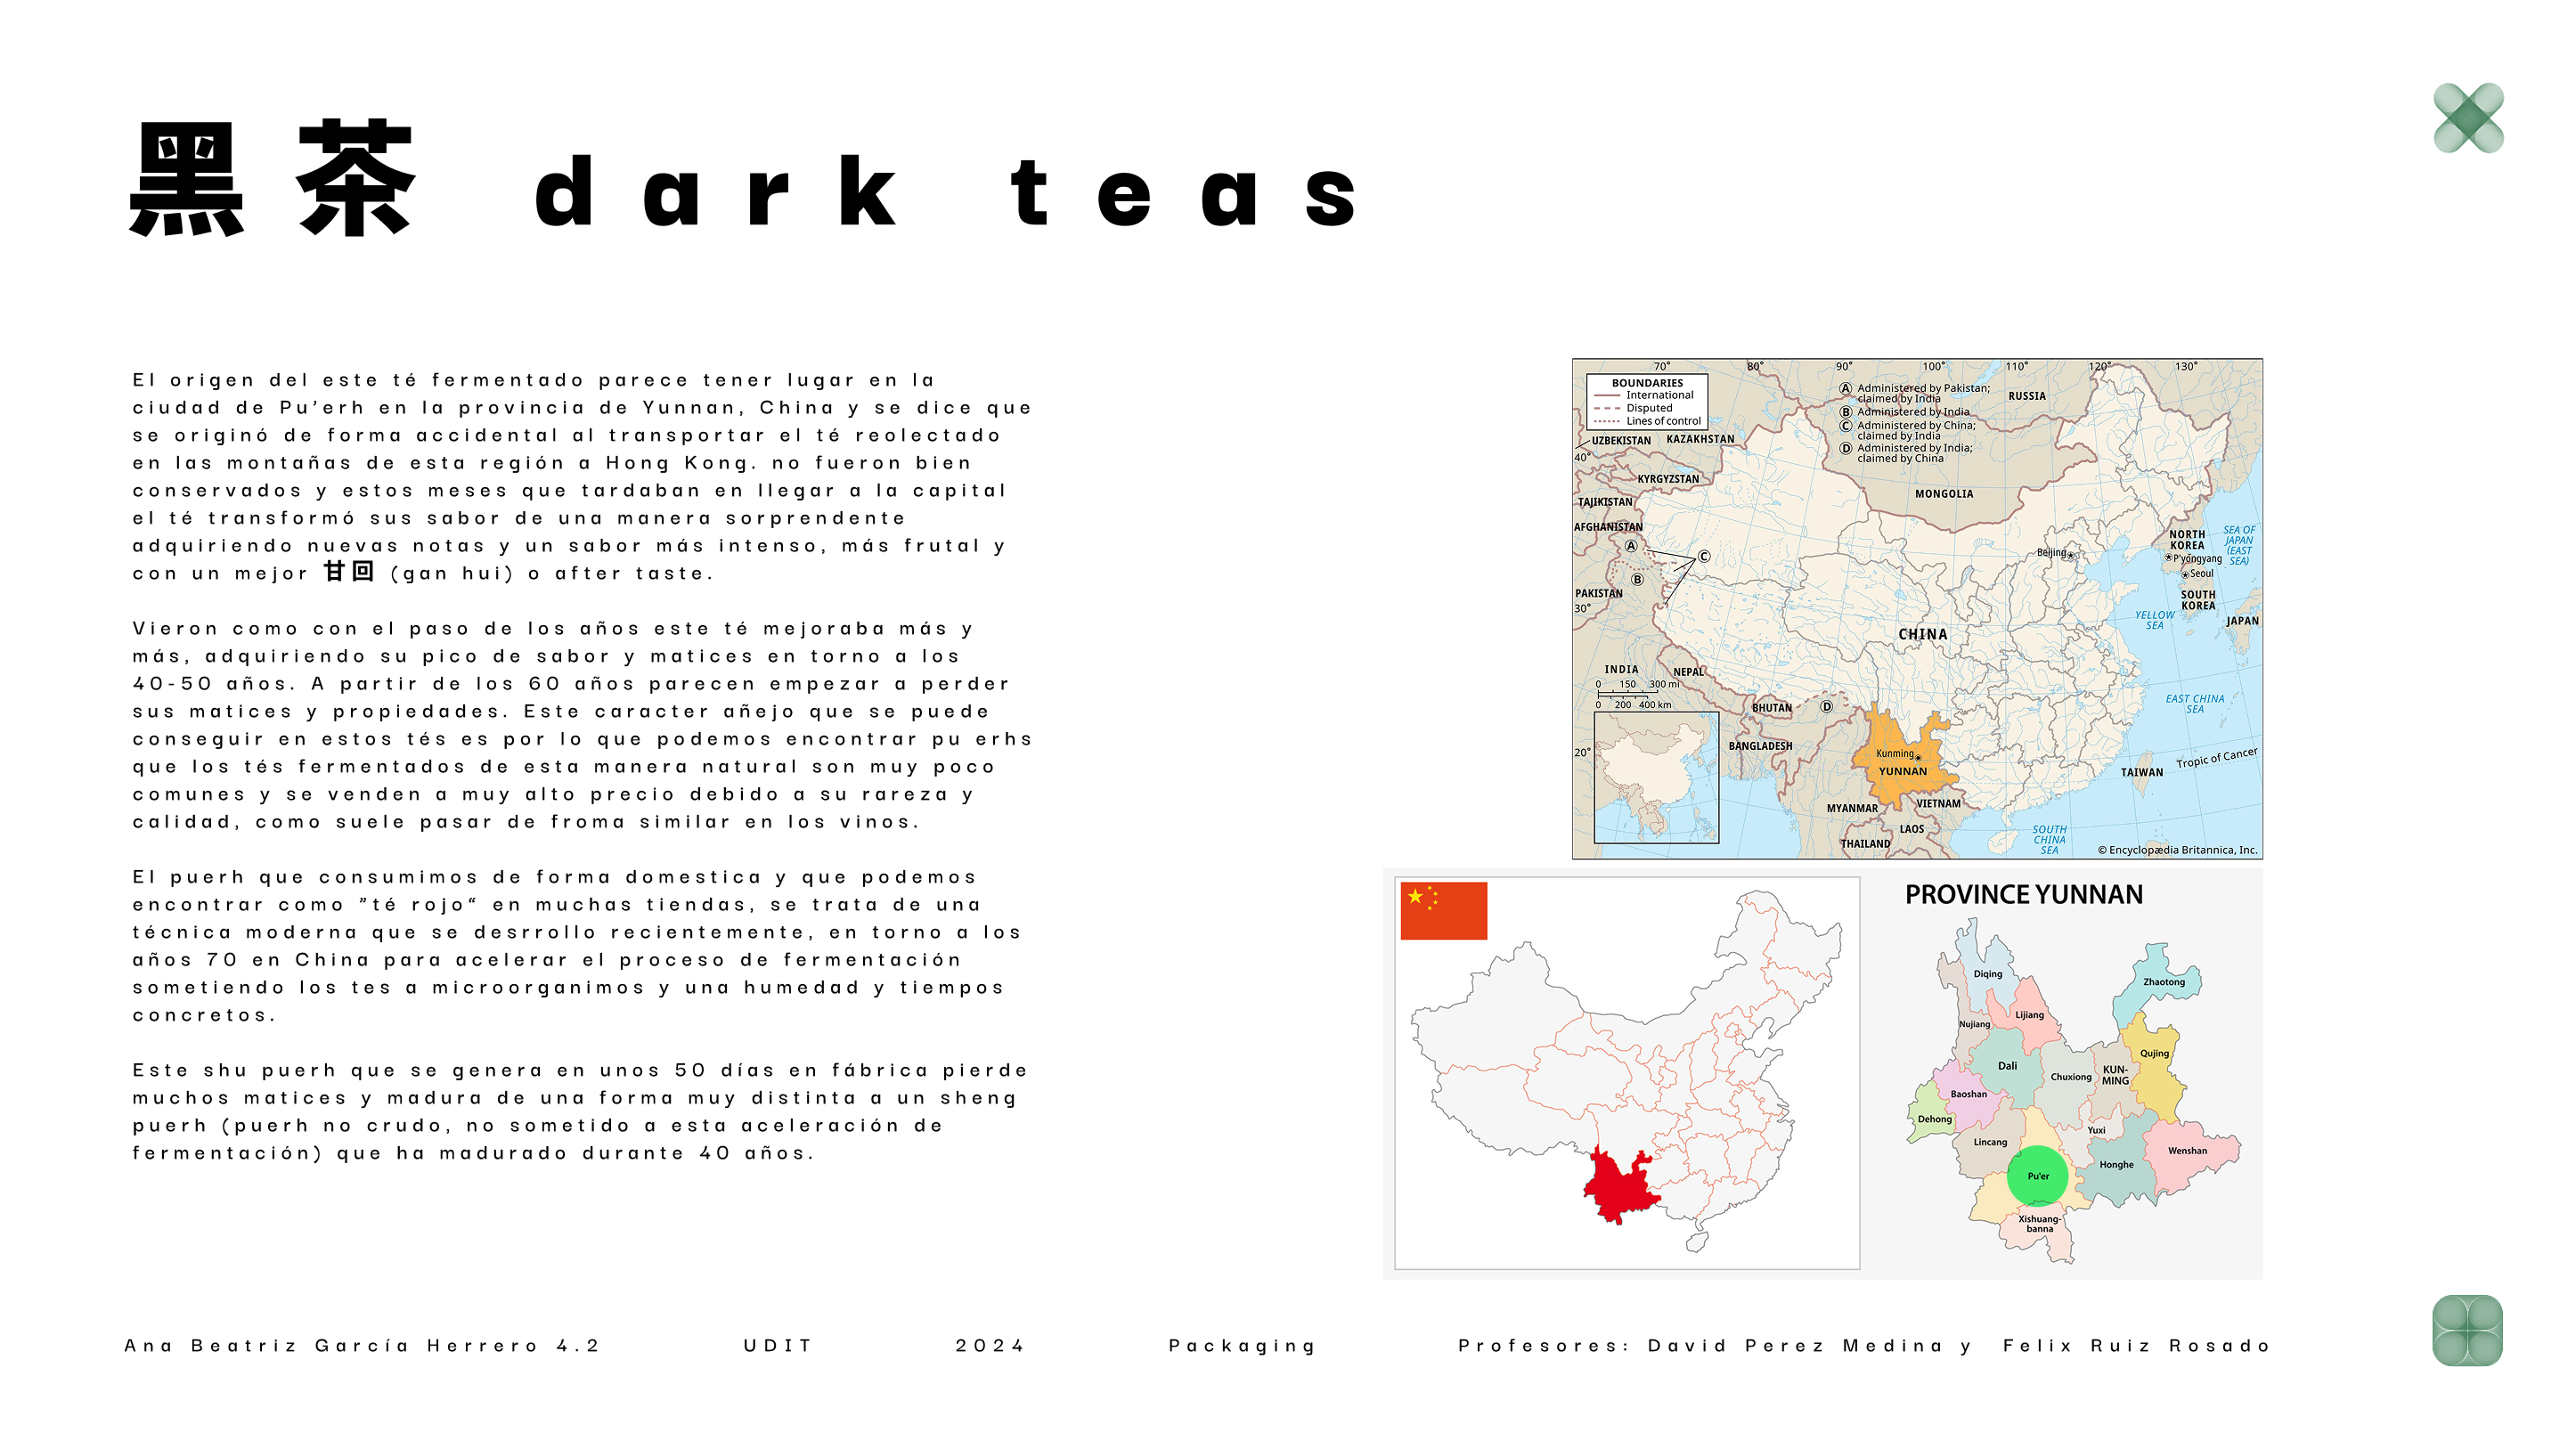 黑茶 dark teas
El origen del este té fermentado parece tener lugar en la
ciudad de Pu'erh en la provincia de Yunnan, China y se dice que
se originó de forma accidental al transportar el té reolectado
en las montañas de esta región a Hong Kong. no fueron bien
conservados y estos meses que tardaban en llegar a la capital
el té transformó sus sabor de una manera sorprendente
adquiriendo nuevas notas y un sabor más intenso, más frutal y
con un mejor 甘回 (gan hui) o after taste.
Vieron como con el paso de los años este té mejoraba más y
más, adquiriendo su pico de sabor y matices en torno a los
40-50 años. A partir de los 60 años parecen empezar a perder
sus matices y propiedades. Este caracter añejo que se puede
conseguir en estos tés es por lo que podemos encontrar pu erhs
que los tés fermentados de esta manera natural son muy poco
comunes y se venden a muy alto precio debido a su rareza y
calidad, como suele pasar de froma similar en los vinos.
El puerh que consumimos de forma domestica y que podemos
encontrar como ”té rojo“ en muchas tiendas, se trata de una
técnica moderna que se desrrollo recientemente, en torno a los
años 70 en China para acelerar el proceso de fermentación
sometiendo los tes a microorganimos y una humedad y tiempos
concretos.
Este shu puerh que se genera en unos 50 días en fábrica pierde
muchos matices y madura de una forma muy distinta a un sheng
puerh (puerh no crudo, no sometido a esta aceleración de
fermentación) que ha madurado durante 40 años.
70° 80° 90° 100° 110° 120° 130°
BOUNDARIES
International
Disputed
Lines of control
A Administered by Pakistan;
claimed by India
B Administered by India
C Administered by China;
claimed by India
D Administered by India;
claimed by China
RUSSIA
UZBEKISTAN KAZAKHSTAN
40°
KYRGYZSTAN
MONGOLIA
TAJIKISTAN
AFGHANISTAN
NORTH
KOREA
SEA OF
JAPAN
(EAST
SEA)
A
C
Beijing
P'yŏngyang
B
Seoul
PAKISTAN
SOUTH
KOREA
30°
YELLOW
SEA
JAPAN
CHINA
INDIA
NEPAL
0 150 300 mi
0 200 400 km
EAST CHINA
SEA
BHUTAN
D
BANGLADESH
20°
Kunming
YUNNAN
Tropic of Cancer
TAIWAN
MYANMAR
VIETNAM
LAOS
THAILAND
SOUTH
CHINA
SEA
© Encyclopædia Britannica, Inc.
PROVINCE YUNNAN
Diqing
Zhaotong
Lijiang
Nujiang
Qujing
Dali
Chuxiong
KUN-
MING
Baoshan
Dehong
Yuxi
Lincang
Wenshan
Honghe
Pu'er
Xishuang-
banna
Ana Beatriz García Herrero 4.2 UDIT 2024 Packaging Profesores: David Perez Medina y Felix Ruiz Rosado